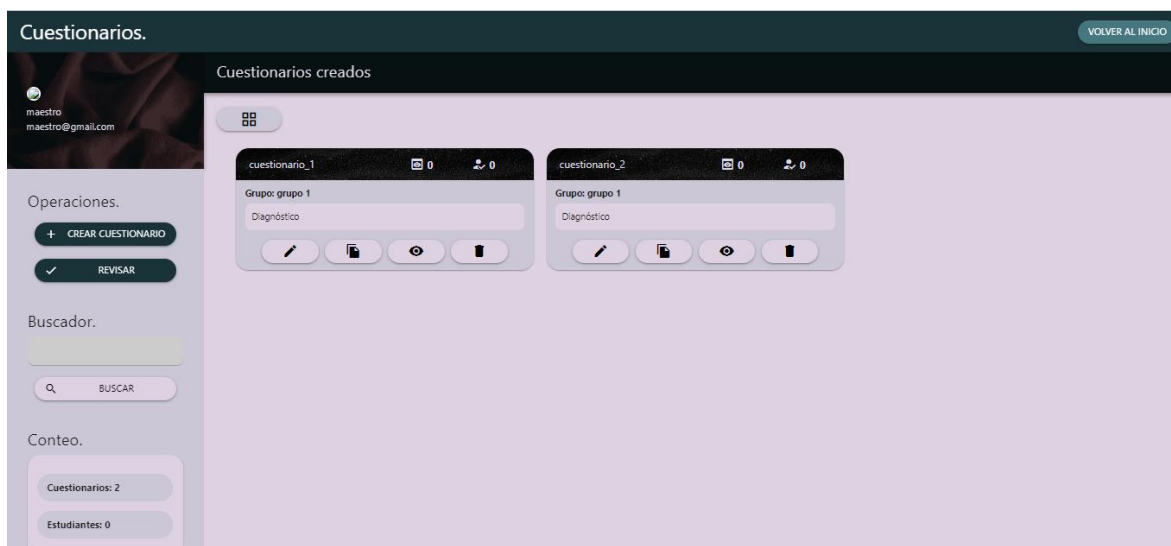 Cuestionarios.
VOLVER AL INICIO
maestro
maestro@gmail.com
Operaciones.
+ CREAR CUESTIONARIO
REVISAR
Buscador.
BUSCAR
Conteo.
Cuestionarios: 2
Estudiantes: 0
Cuestionarios creados
cuestionario_1 0 0
Grupo: grupo 1
Diagnóstico
cuestionario_2 0 0
Grupo: grupo 1
Diagnóstico